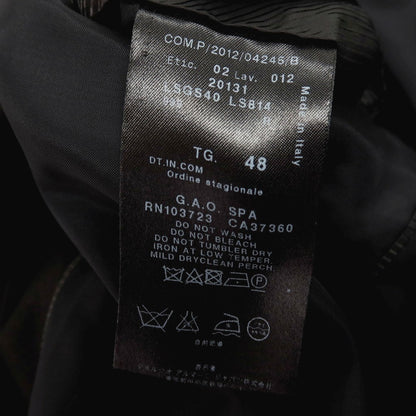 COM.P/2012/04245/B
Etic. 02 Lav. 012
20131
LSGS40 LS614
Made in Italy
TG. 48
DT.IN.COM
Ordine stagionale
G.A.O. SPA
RN103723 CA37360
DO NOT WASH
DO NOT BLEACH
DO NOT TUMBLER DRY
IRON AT LOW TEMPER.
MILD DRYCLEAN PERCH